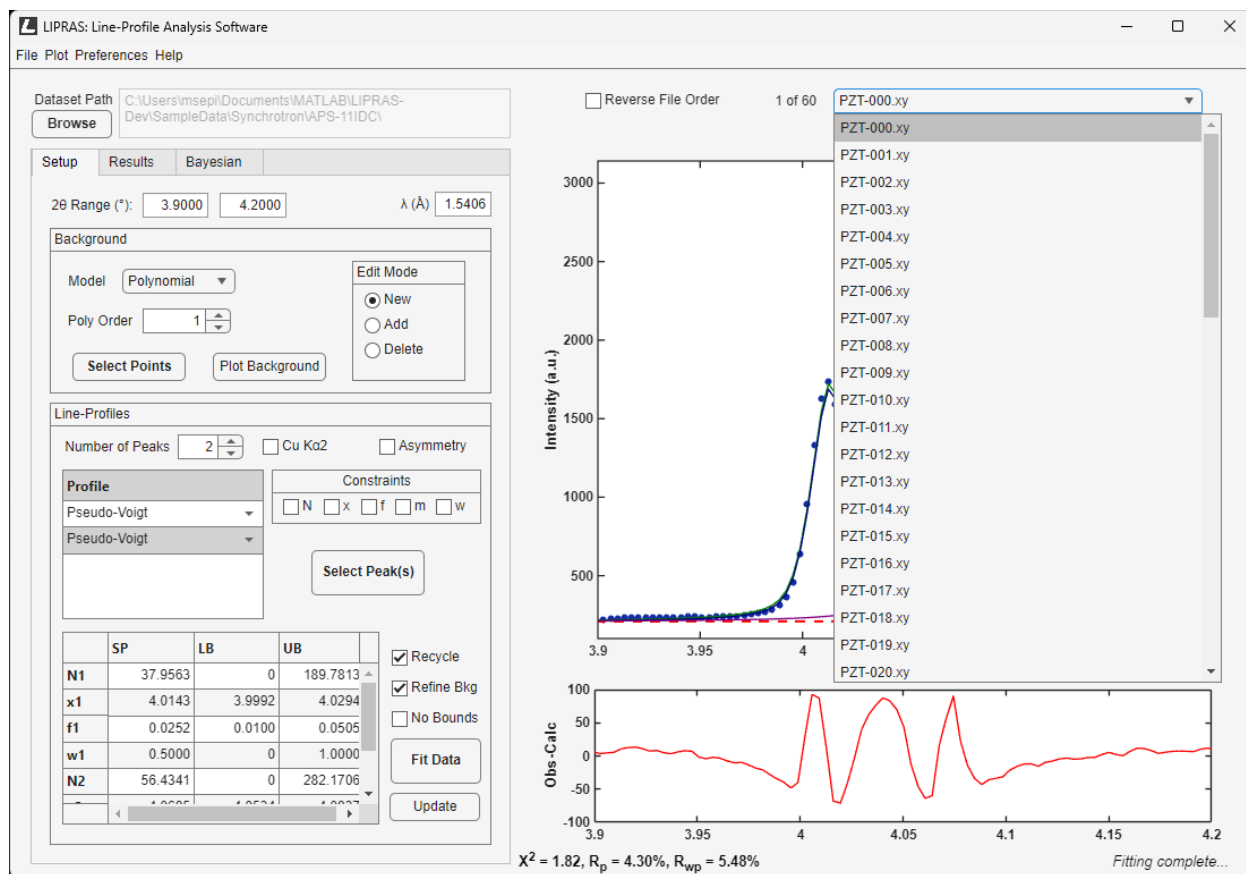 LIPRAS: Line-Profile Analysis Software
File Plot Preferences Help
Dataset Path
C:\Users\msepi\Documents\MATLAB\LIPRAS-
Dev\SampleData\Synchrotron\APS-11IDC\
Browse
Reverse File Order
1 of 60
PZT-000.xy
Setup Results Bayesian
2θ Range (°): 3.9000 4.2000 λ (Å) 1.5406
Background
Model Polynomial
Poly Order 1
Edit Mode
New
Add
Delete
Select Points Plot Background
Line-Profiles
Number of Peaks 2 Cu Kα2 Asymmetry
Profile
Pseudo-Voigt
Pseudo-Voigt
Constraints
N x f m w
Select Peak(s)
SP LB UB
N1 37.9563 0 189.7813
x1 4.0143 3.9992 4.0294
f1 0.0252 0.0100 0.0505
w1 0.5000 0 1.0000
N2 56.4341 0 282.1706
Recycle
Refine Bkg
No Bounds
Fit Data
Update
PZT-000.xy
PZT-001.xy
PZT-002.xy
PZT-003.xy
PZT-004.xy
PZT-005.xy
PZT-006.xy
PZT-007.xy
PZT-008.xy
PZT-009.xy
PZT-010.xy
PZT-011.xy
PZT-012.xy
PZT-013.xy
PZT-014.xy
PZT-015.xy
PZT-016.xy
PZT-017.xy
PZT-018.xy
PZT-019.xy
PZT-020.xy
Intensity (a.u.)
3000
2500
2000
1500
1000
500
3.9 3.95 4
Obs-Calc
100
50
0
-50
-100
3.9 3.95 4 4.05 4.1 4.15 4.2
X² = 1.82, Rp = 4.30%, Rwp = 5.48%
Fitting complete...